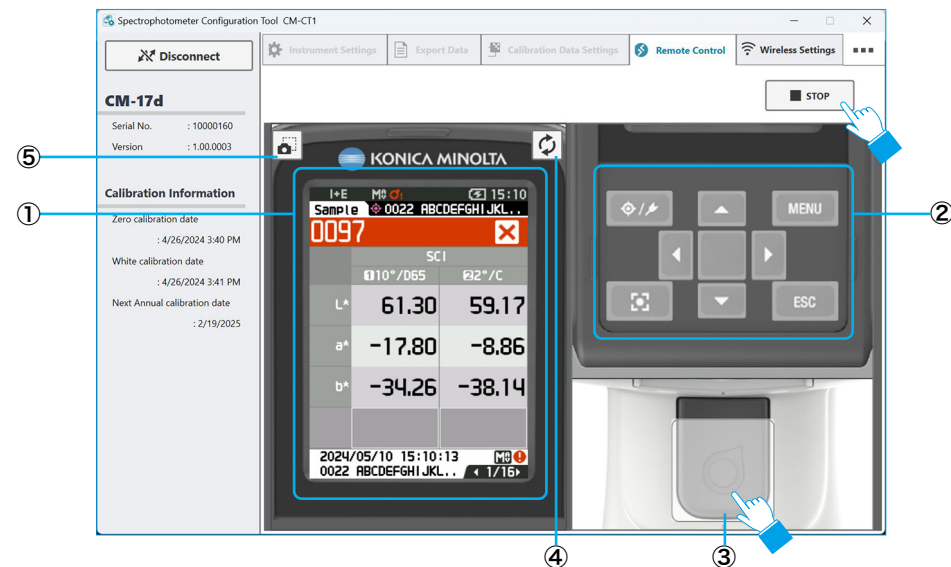 Spectrophotometer Configuration Tool CM-CT1
Disconnect
Instrument Settings
Export Data
Calibration Data Settings
Remote Control
Wireless Settings
STOP
CM-17d
Serial No. : 10000160
Version : 1.00.0003
Calibration Information
Zero calibration date
: 4/26/2024 3:40 PM
White calibration date
: 4/26/2024 3:41 PM
Next Annual calibration date
: 2/19/2025
⑤
①
KONICA MINOLTA
I+E 15:10
Sample 0022 ABCDEFGHIJKL..
0097
SCI
1 10°/D65 2 2°/C
L* 61.30 59.17
a* -17.80 -8.86
b* -34.26 -38.14
2024/05/10 15:10:13
0022 ABCDEFGHIJKL.. 1/16
MENU
ESC
②
④
③